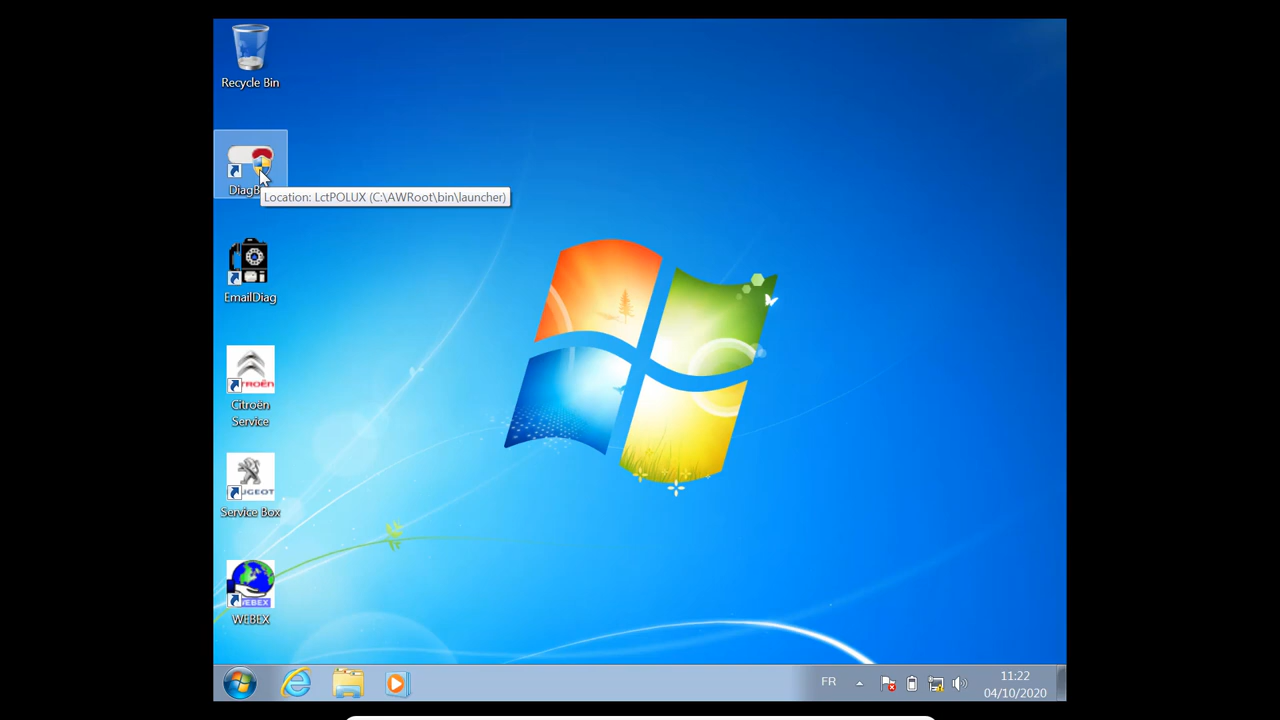 Recycle Bin
Location: LctPOLUX (C:\AWRoot\bin\launcher)
EmailDiag
CITROËN
Citroën
Service
PEUGEOT
Service Box
WEBEX
WEBEX
FR
11:22
04/10/2020